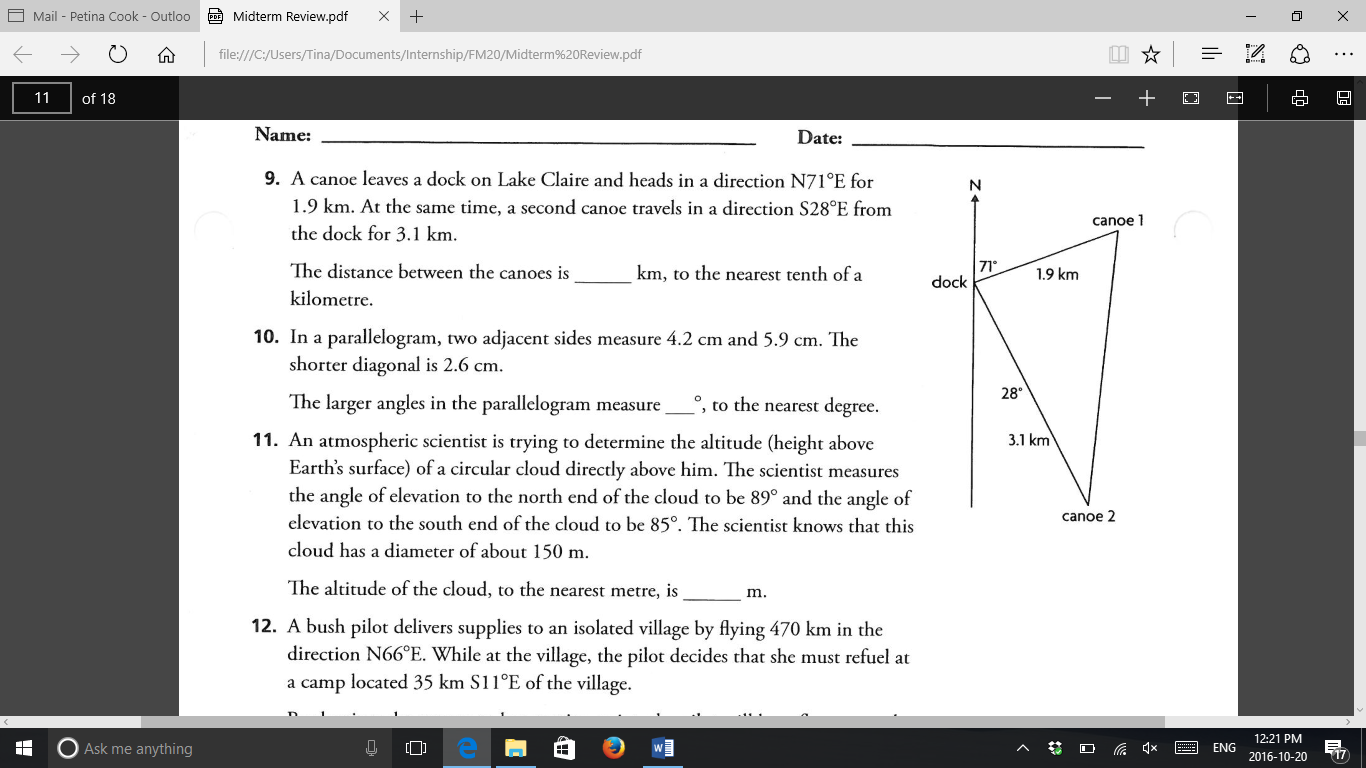 Mail - Petina Cook - Outloo
PDF Midterm Review.pdf
file:///C:/Users/Tina/Documents/Internship/FM20/Midterm%20Review.pdf
11 of 18
Name: Date:
9. A canoe leaves a dock on Lake Claire and heads in a direction N71°E for
1.9 km. At the same time, a second canoe travels in a direction S28°E from
the dock for 3.1 km.
The distance between the canoes is ______ km, to the nearest tenth of a
kilometre.
N
canoe 1
71°
1.9 km
dock
28°
3.1 km
canoe 2
10. In a parallelogram, two adjacent sides measure 4.2 cm and 5.9 cm. The
shorter diagonal is 2.6 cm.
The larger angles in the parallelogram measure ___°, to the nearest degree.
11. An atmospheric scientist is trying to determine the altitude (height above
Earth's surface) of a circular cloud directly above him. The scientist measures
the angle of elevation to the north end of the cloud to be 89° and the angle of
elevation to the south end of the cloud to be 85°. The scientist knows that this
cloud has a diameter of about 150 m.
The altitude of the cloud, to the nearest metre, is ______ m.
12. A bush pilot delivers supplies to an isolated village by flying 470 km in the
direction N66°E. While at the village, the pilot decides that she must refuel at
a camp located 35 km S11°E of the village.
Ask me anything
ENG
12:21 PM
2016-10-20
17